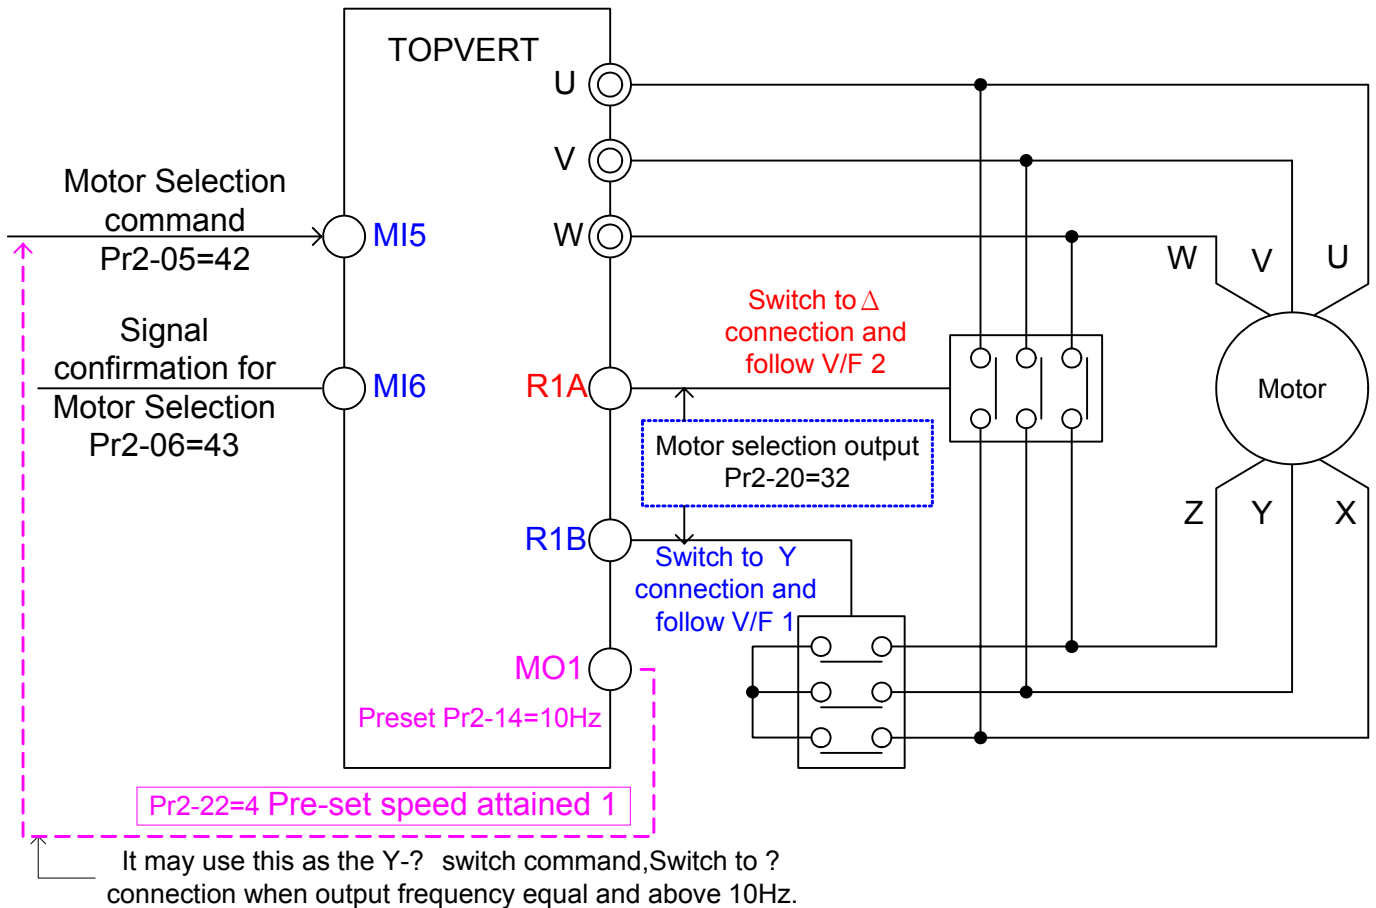 TOPVERT
U
V
W
Motor Selection
command
Pr2-05=42
MI5
Signal
confirmation for
Motor Selection
Pr2-06=43
MI6
W
V
U
Switch to Δ
connection and
follow V/F 2
R1A
Motor
Motor selection output
Pr2-20=32
Z
Y
X
R1B
Switch to Y
connection and
follow V/F 1
MO1
Preset Pr2-14=10Hz
Pr2-22=4 Pre-set speed attained 1
It may use this as the Y-? switch command,Switch to ?
connection when output frequency equal and above 10Hz.